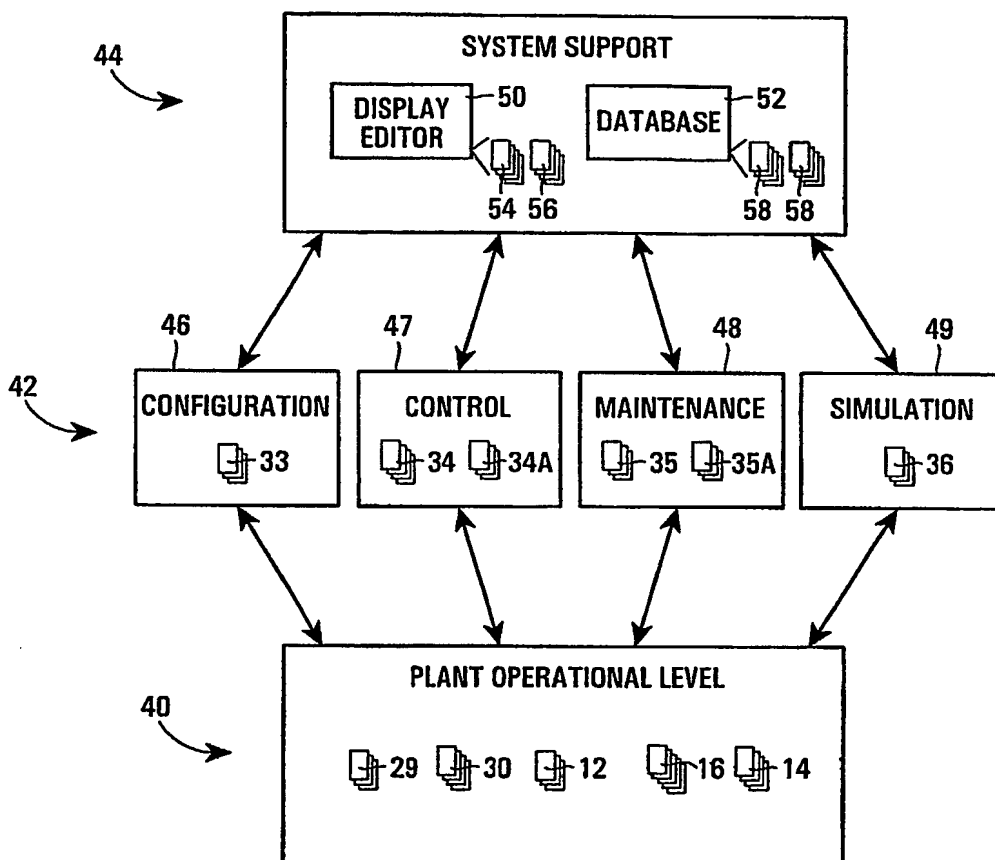 SYSTEM SUPPORT
44
50
52
DISPLAY
EDITOR
DATABASE
54 56
58 58
46
47
48
49
42
CONFIGURATION
CONTROL
MAINTENANCE
SIMULATION
33
34
34A
35
35A
36
PLANT OPERATIONAL LEVEL
40
29
30
12
16
14